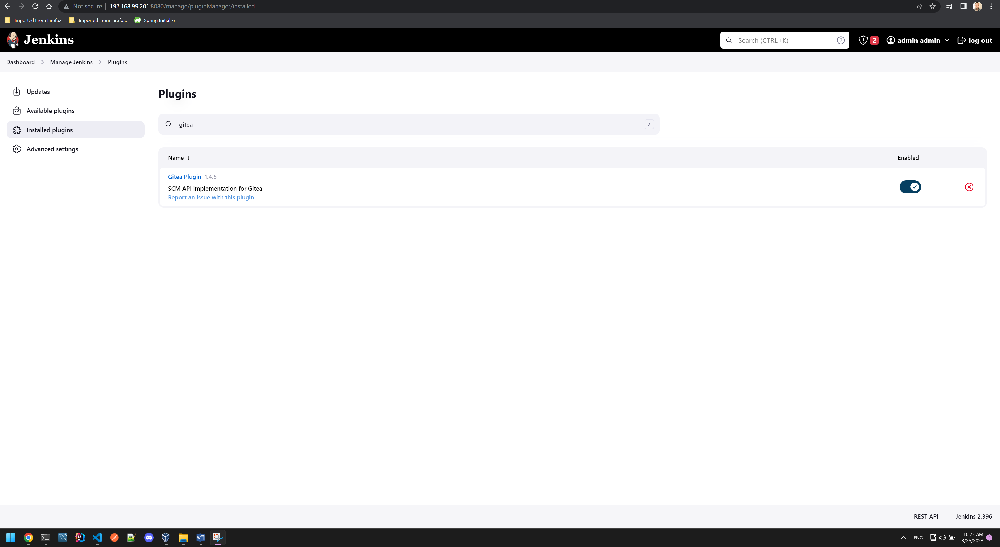 Not secure | 192.168.99.201:8080/manage/pluginManager/installed
Imported From Firefox Imported From Firefo... Spring Initializr
Jenkins Search (CTRL+K) ? 2 admin admin log out
Dashboard Manage Jenkins Plugins
Updates
Available plugins
Installed plugins
Advanced settings
Plugins
gitea /
Name ↓ Enabled
Gitea Plugin 1.4.5
SCM API implementation for Gitea
Report an issue with this plugin
REST API Jenkins 2.396
ENG 10:23 AM
3/26/2023 5